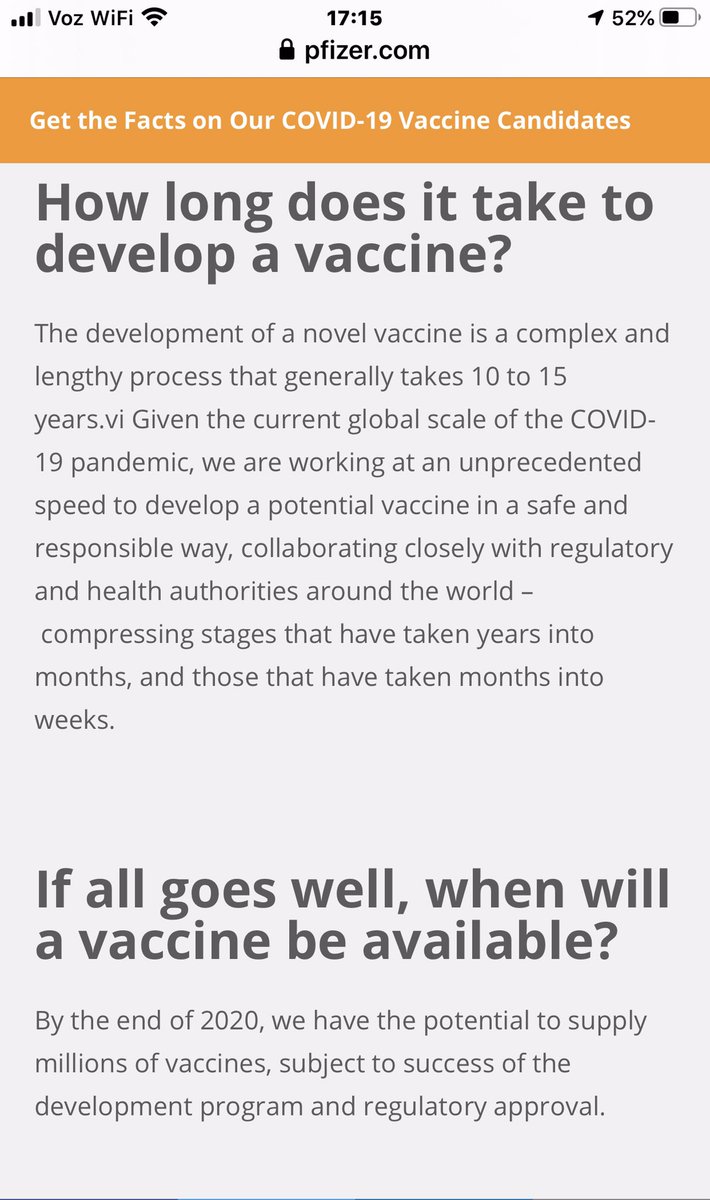 Voz WiFi 17:15 52%
pfizer.com
Get the Facts on Our COVID-19 Vaccine Candidates
How long does it take to
develop a vaccine?
The development of a novel vaccine is a complex and
lengthy process that generally takes 10 to 15
years.vi Given the current global scale of the COVID-
19 pandemic, we are working at an unprecedented
speed to develop a potential vaccine in a safe and
responsible way, collaborating closely with regulatory
and health authorities around the world –
compressing stages that have taken years into
months, and those that have taken months into
weeks.
If all goes well, when will
a vaccine be available?
By the end of 2020, we have the potential to supply
millions of vaccines, subject to success of the
development program and regulatory approval.